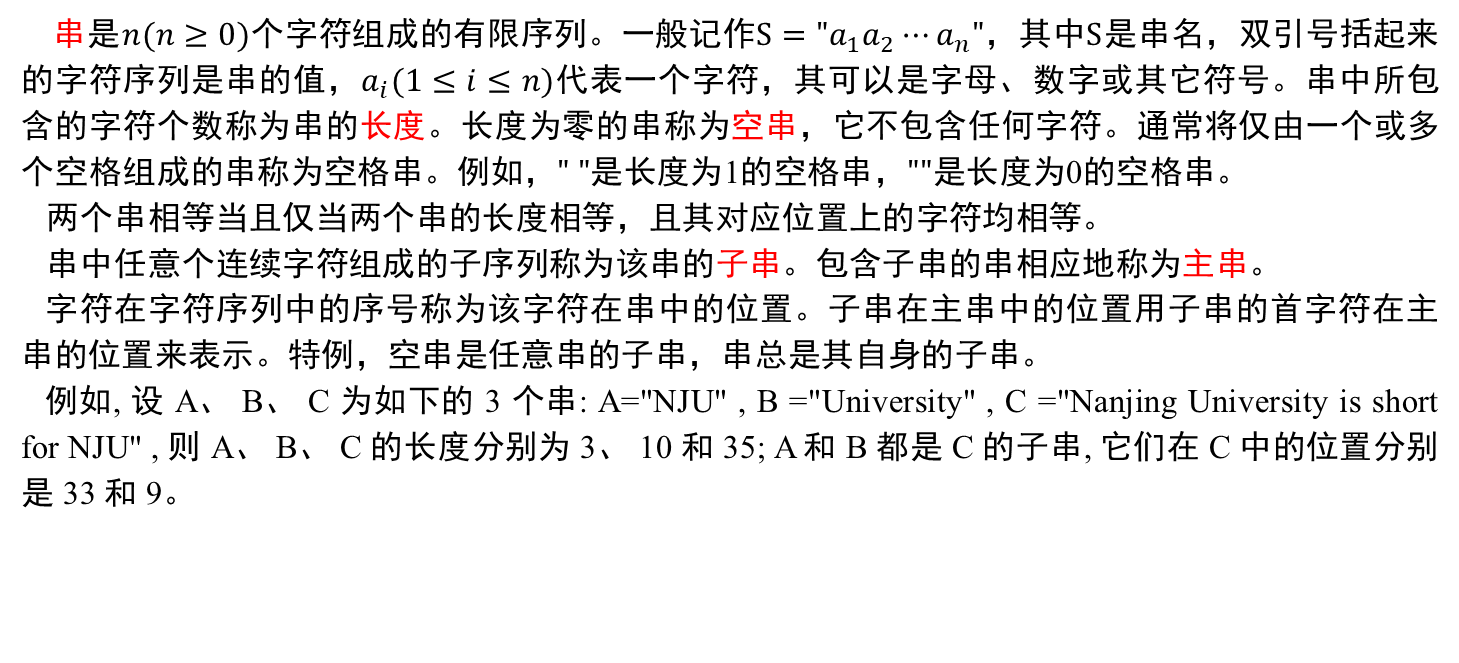 串是n(n ≥ 0)个字符组成的有限序列。一般记作S = "a₁a₂ ⋯ aₙ"，其中S是串名，双引号括起来
的字符序列是串的值，aᵢ(1 ≤ i ≤ n)代表一个字符，其可以是字母、数字或其它符号。串中所包
含的字符个数称为串的长度。长度为零的串称为空串，它不包含任何字符。通常将仅由一个或多
个空格组成的串称为空格串。例如，" "是长度为1的空格串，""是长度为0的空格串。
两个串相等当且仅当两个串的长度相等，且其对应位置上的字符均相等。
串中任意个连续字符组成的子序列称为该串的子串。包含子串的串相应地称为主串。
字符在字符序列中的序号称为该字符在串中的位置。子串在主串中的位置用子串的首字符在主
串的位置来表示。特例，空串是任意串的子串，串总是其自身的子串。
例如, 设 A、 B、 C 为如下的 3 个串: A="NJU" , B ="University" , C ="Nanjing University is short
for NJU" , 则 A、 B、 C 的长度分别为 3、 10 和 35; A 和 B 都是 C 的子串, 它们在 C 中的位置分别
是 33 和 9。